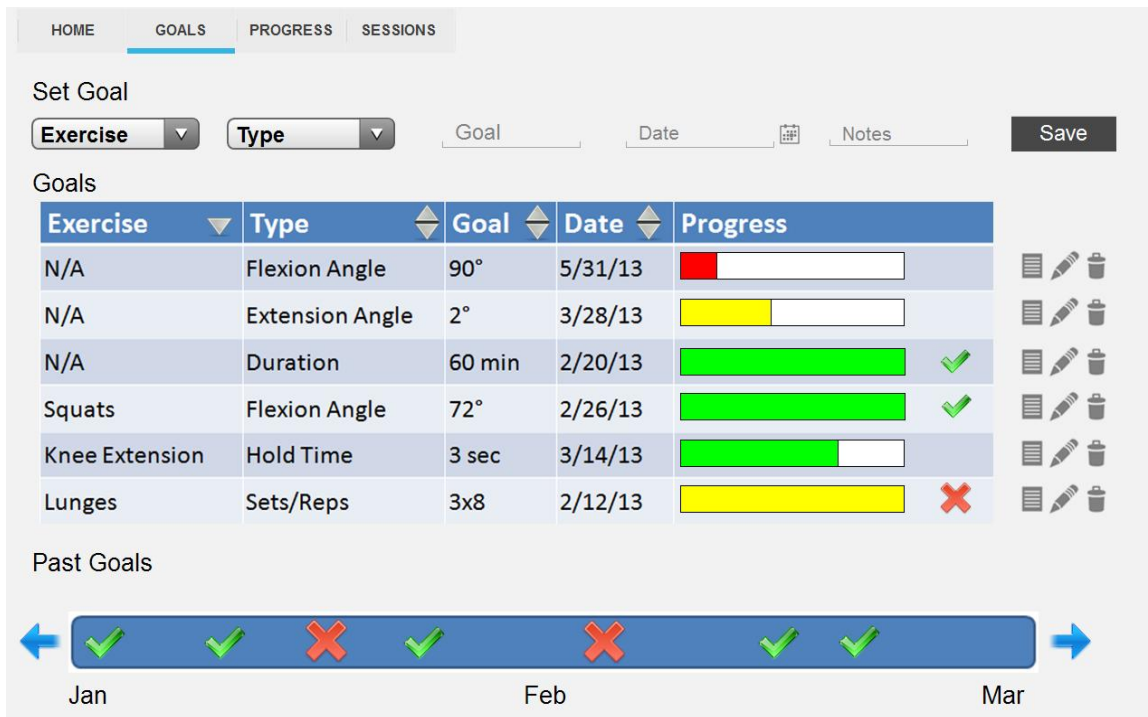 HOME GOALS PROGRESS SESSIONS
Set Goal
Exercise Type Goal Date Notes Save
Goals
Exercise Type Goal Date Progress
N/A Flexion Angle 90° 5/31/13
N/A Extension Angle 2° 3/28/13
N/A Duration 60 min 2/20/13
Squats Flexion Angle 72° 2/26/13
Knee Extension Hold Time 3 sec 3/14/13
Lunges Sets/Reps 3x8 2/12/13
Past Goals
Jan Feb Mar